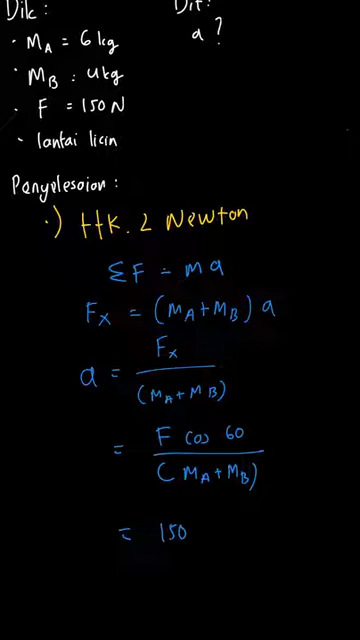 Dik :
Dit :
• MA = 6 kg
a ?
• MB = 4 kg
• F = 150 N
• lantai licin
Penyelesaian :
•) HK. 2 Newton
ΣF = m a
Fx = (MA + MB) a
a = Fx / (MA + MB)
= F cos 60 / (MA + MB)
= 150